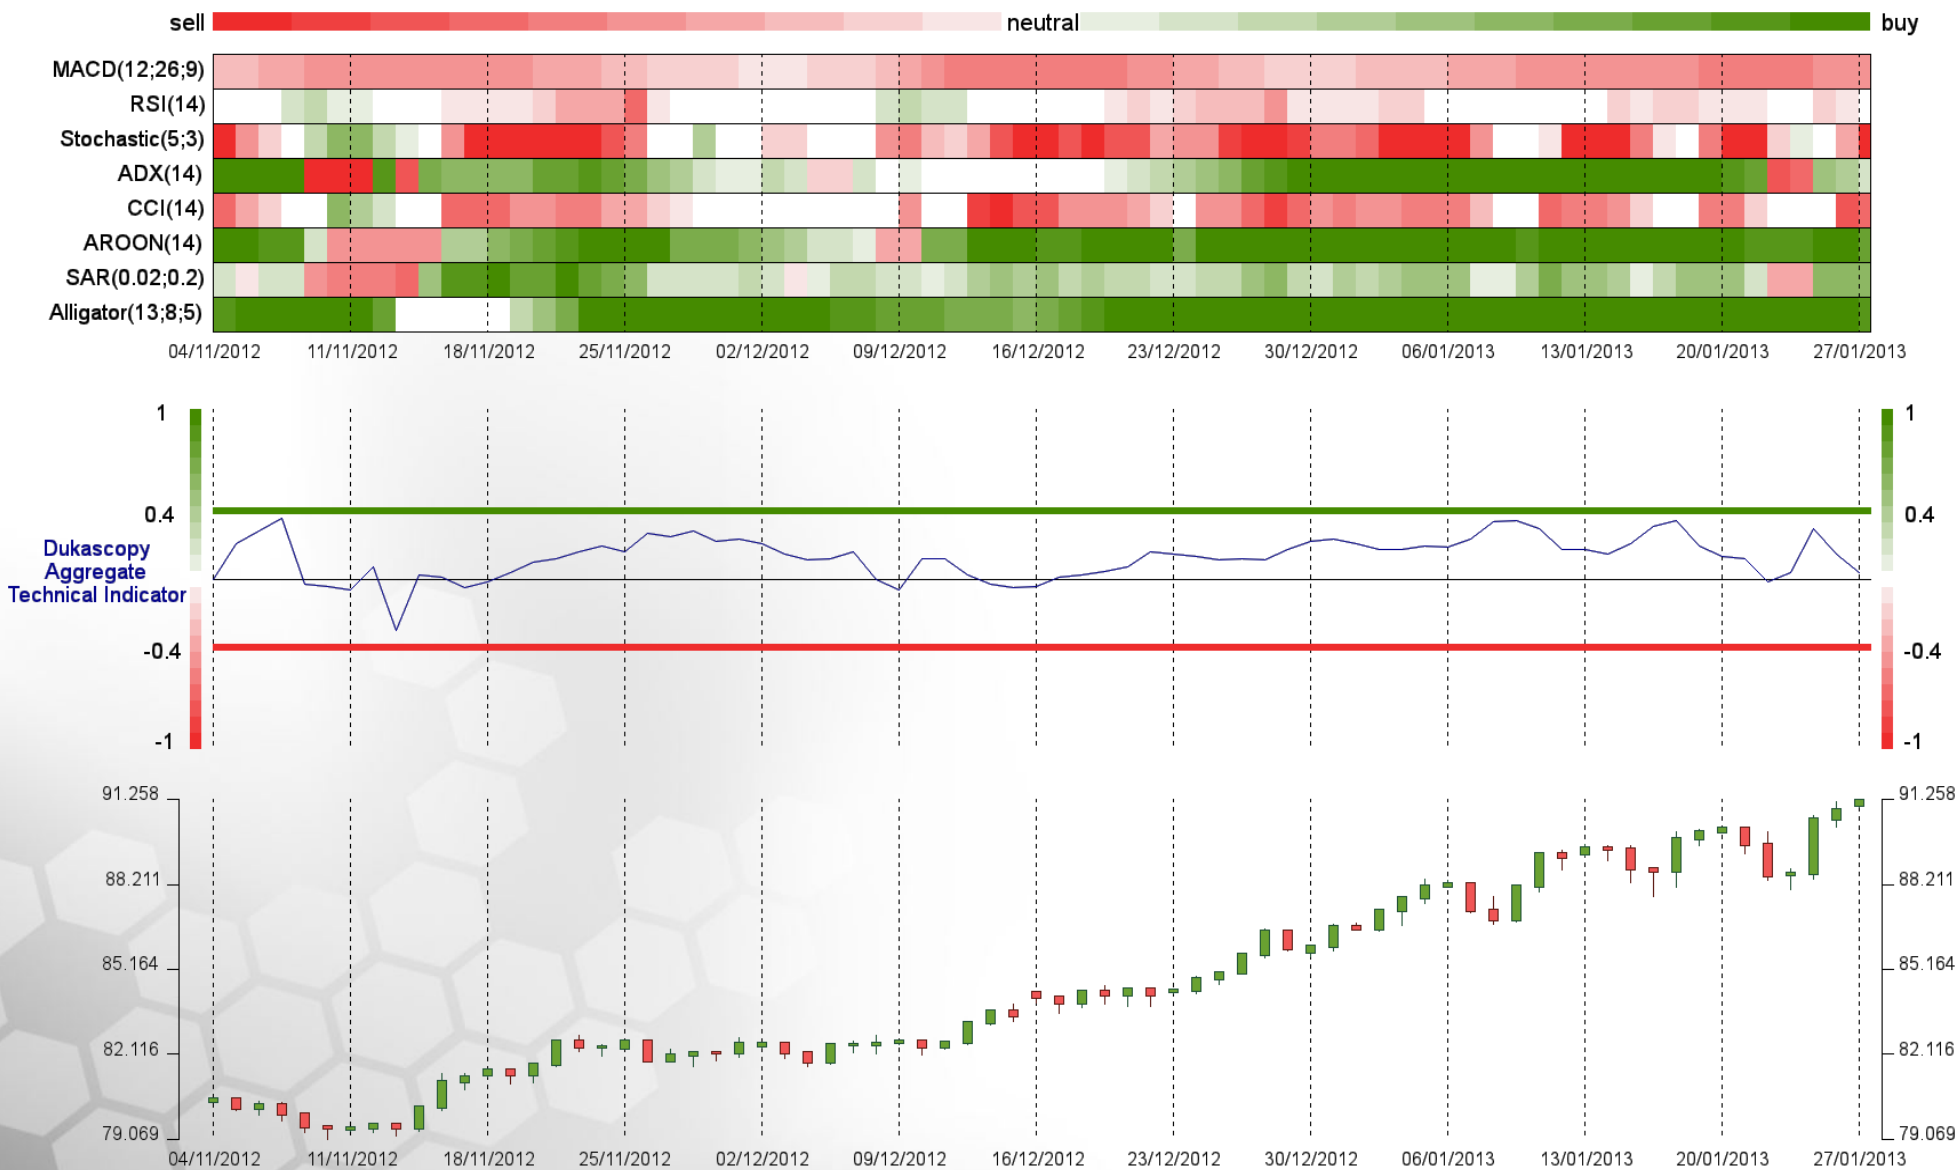 sell neutral buy
MACD(12;26;9)
RSI(14)
Stochastic(5;3)
ADX(14)
CCI(14)
AROON(14)
SAR(0.02;0.2)
Alligator(13;8;5)
04/11/2012 11/11/2012 18/11/2012 25/11/2012 02/12/2012 09/12/2012 16/12/2012 23/12/2012 30/12/2012 06/01/2013 13/01/2013 20/01/2013 27/01/2013
1 1
0.4 0.4
Dukascopy
Aggregate
Technical Indicator
-0.4 -0.4
-1 -1
91.258 91.258
88.211 88.211
85.164 85.164
82.116 82.116
79.069 79.069
04/11/2012 11/11/2012 18/11/2012 25/11/2012 02/12/2012 09/12/2012 16/12/2012 23/12/2012 30/12/2012 06/01/2013 13/01/2013 20/01/2013 27/01/2013